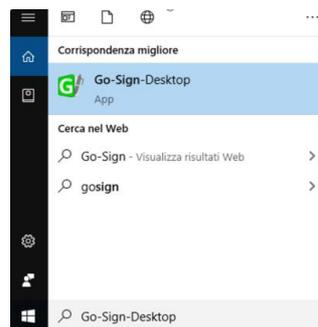 Corrispondenza migliore
Go-Sign-Desktop
App
Cerca nel Web
Go-Sign - Visualizza risultati Web
gosign
Go-Sign-Desktop